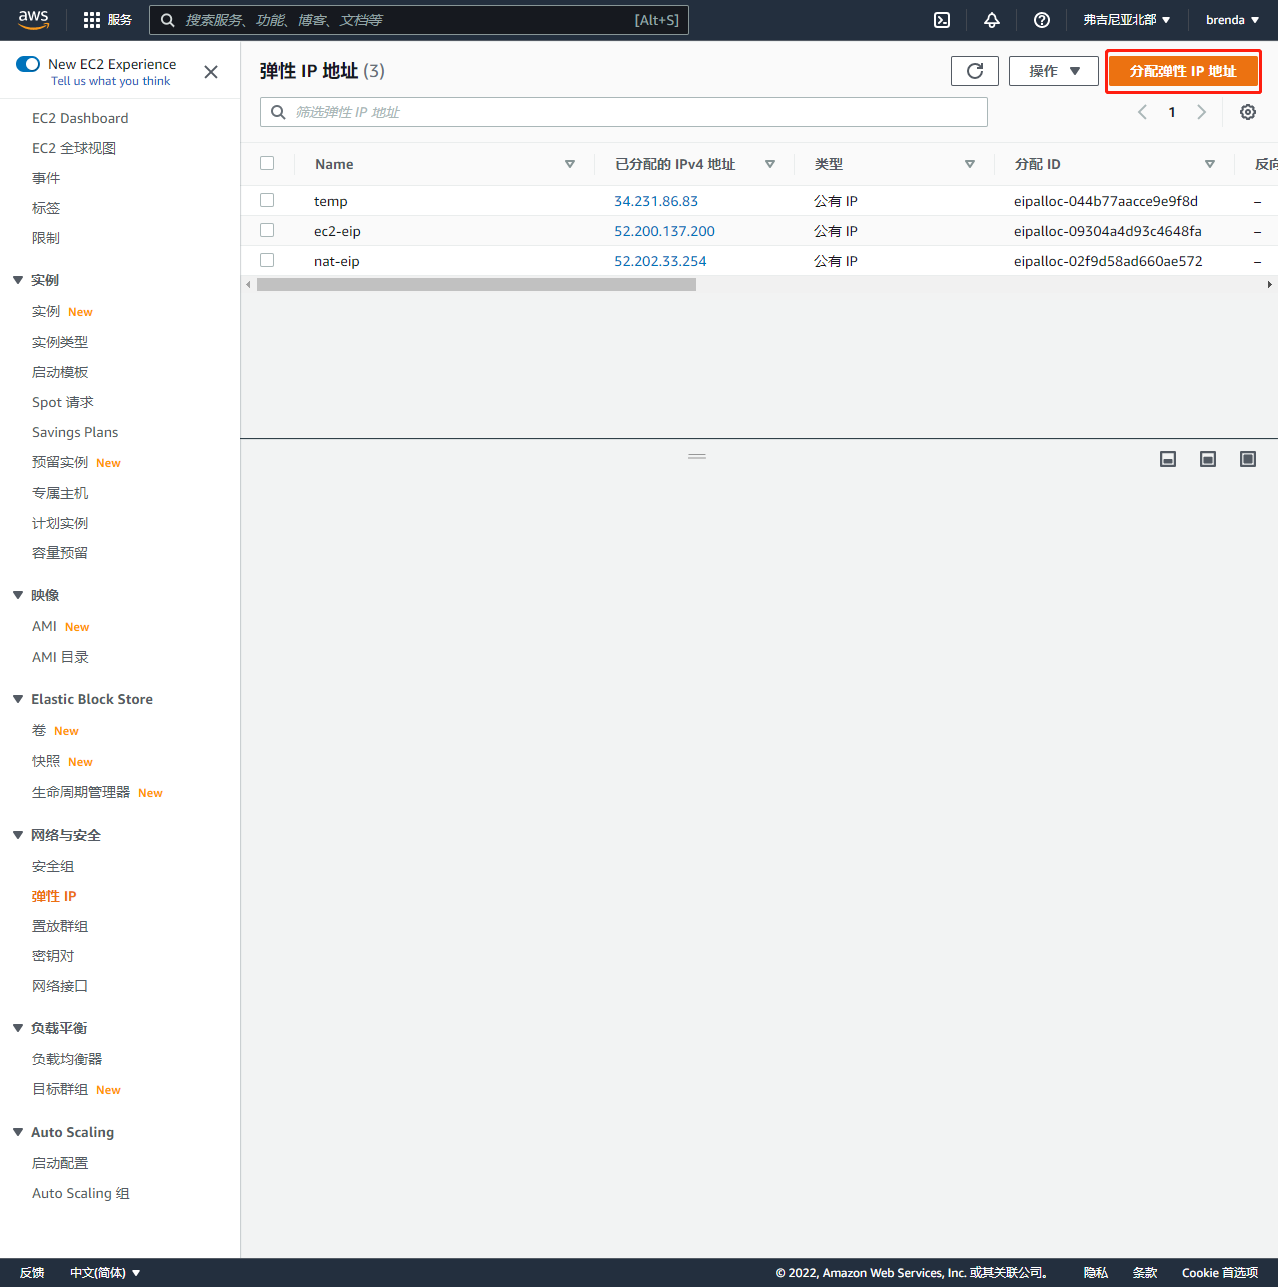 aws 服务 搜索服务、功能、博客、文档等 [Alt+S] 弗吉尼亚北部 brenda
New EC2 Experience
Tell us what you think
EC2 Dashboard
EC2 全球视图
事件
标签
限制
实例
实例 New
实例类型
启动模板
Spot 请求
Savings Plans
预留实例 New
专属主机
计划实例
容量预留
映像
AMI New
AMI 目录
Elastic Block Store
卷 New
快照 New
生命周期管理器 New
网络与安全
安全组
弹性 IP
置放群组
密钥对
网络接口
负载平衡
负载均衡器
目标群组 New
Auto Scaling
启动配置
Auto Scaling 组
弹性 IP 地址 (3) 操作 分配弹性 IP 地址
筛选弹性 IP 地址 1
Name 已分配的 IPv4 地址 类型 分配 ID 反向
temp 34.231.86.83 公有 IP eipalloc-044b77aacce9e9f8d –
ec2-eip 52.200.137.200 公有 IP eipalloc-09304a4d93c4648fa –
nat-eip 52.202.33.254 公有 IP eipalloc-02f9d58ad660ae572 –
反馈 中文(简体) © 2022, Amazon Web Services, Inc. 或其关联公司。 隐私 条款 Cookie 首选项